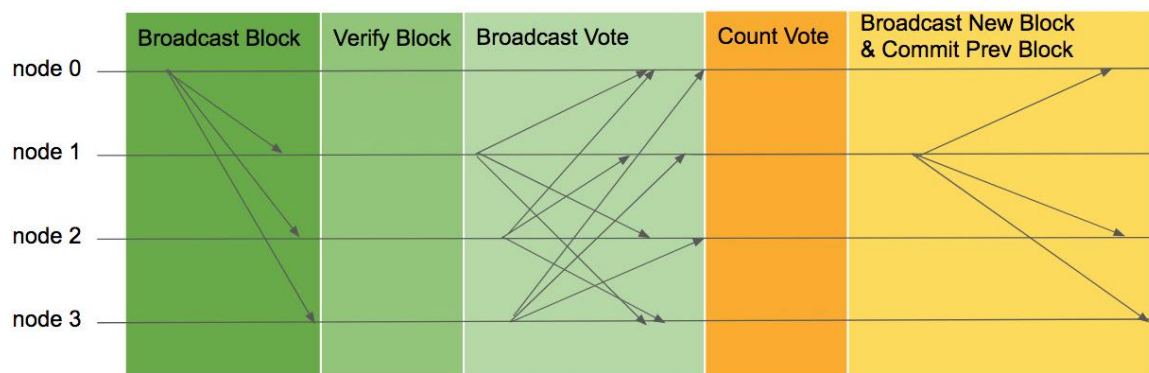 Broadcast Block
Verify Block
Broadcast Vote
Count Vote
Broadcast New Block
& Commit Prev Block
node 0
node 1
node 2
node 3